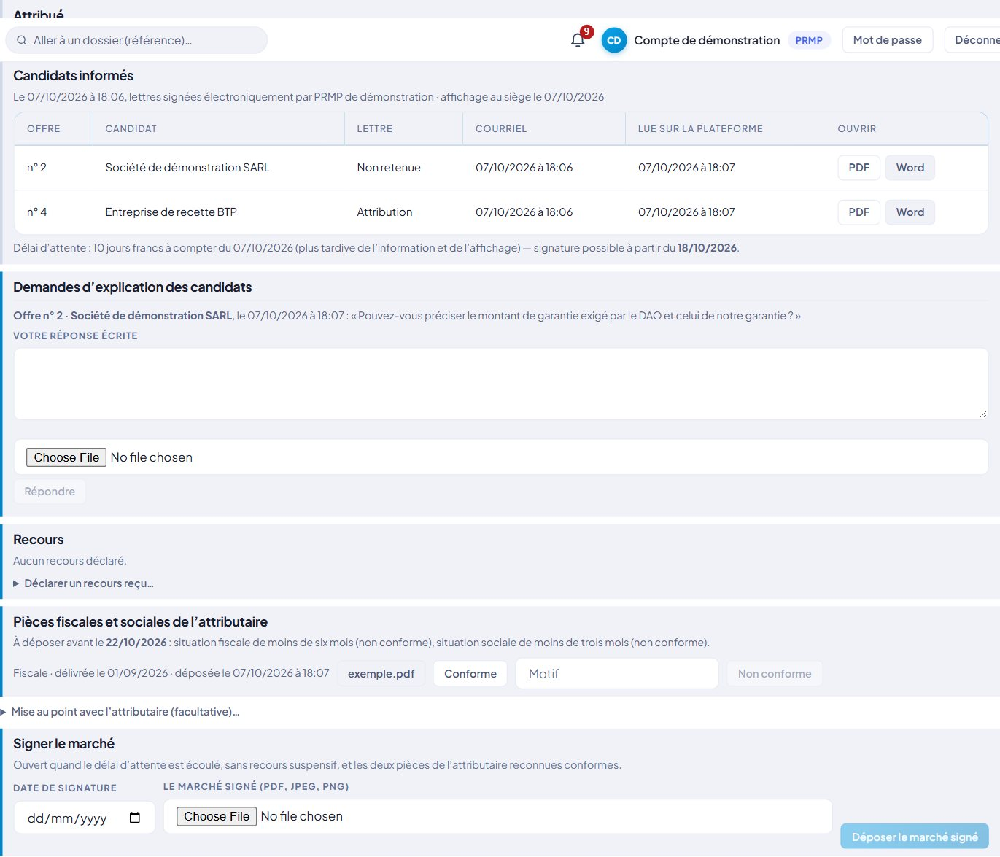 Attribué
Aller à un dossier (référence)...
9
CD
Compte de démonstration
PRMP
Mot de passe
Déconne
Candidats informés
Le 07/10/2026 à 18:06, lettres signées électroniquement par PRMP de démonstration · affichage au siège le 07/10/2026
OFFRE CANDIDAT LETTRE COURRIEL LUE SUR LA PLATEFORME OUVRIR
n° 2 Société de démonstration SARL Non retenue 07/10/2026 à 18:06 07/10/2026 à 18:07 PDF Word
n° 4 Entreprise de recette BTP Attribution 07/10/2026 à 18:06 07/10/2026 à 18:07 PDF Word
Délai d’attente : 10 jours francs à compter du 07/10/2026 (plus tardive de l’information et de l’affichage) — signature possible à partir du 18/10/2026.
Demandes d’explication des candidats
Offre n° 2 · Société de démonstration SARL, le 07/10/2026 à 18:07 : « Pouvez-vous préciser le montant de garantie exigé par le DAO et celui de notre garantie ? »
VOTRE RÉPONSE ÉCRITE
Choose File No file chosen
Répondre
Recours
Aucun recours déclaré.
Déclarer un recours reçu...
Pièces fiscales et sociales de l’attributaire
À déposer avant le 22/10/2026 : situation fiscale de moins de six mois (non conforme), situation sociale de moins de trois mois (non conforme).
Fiscale · délivrée le 01/09/2026 · déposée le 07/10/2026 à 18:07 exemple.pdf Conforme Motif Non conforme
Mise au point avec l’attributaire (facultative)...
Signer le marché
Ouvert quand le délai d’attente est écoulé, sans recours suspensif, et les deux pièces de l’attributaire reconnues conformes.
DATE DE SIGNATURE LE MARCHÉ SIGNÉ (PDF, JPEG, PNG)
dd/mm/yyyy Choose File No file chosen
Déposer le marché signé